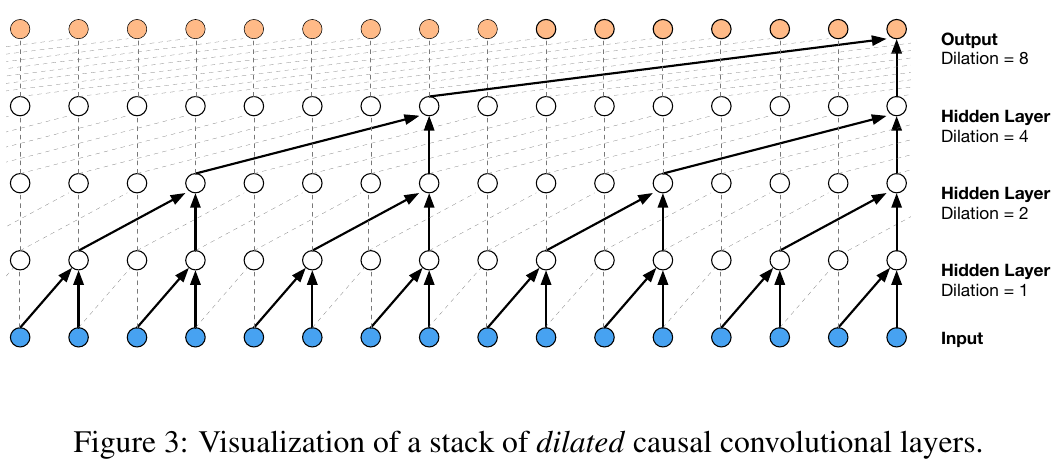 Output
Dilation = 8
Hidden Layer
Dilation = 4
Hidden Layer
Dilation = 2
Hidden Layer
Dilation = 1
Input
Figure 3: Visualization of a stack of dilated causal convolutional layers.